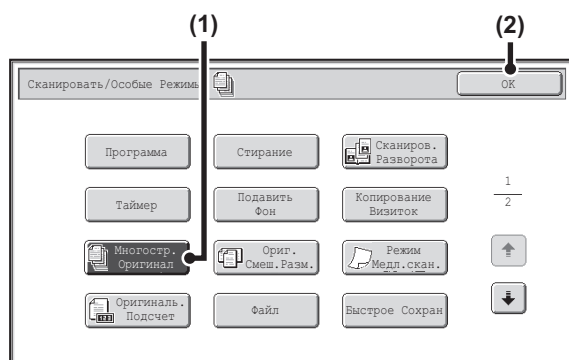 (1) (2)
Сканировать/Особые Режимы OK
Программа Стирание Сканиров.
Разворота
Таймер Подавить
Фон Копирование
Визиток
1
2
Многостр.
Оригинал Ориг.
Смеш.Разм. Режим
Медл.скан.
Оригиналь.
Подсчет Файл Быстрое Сохран